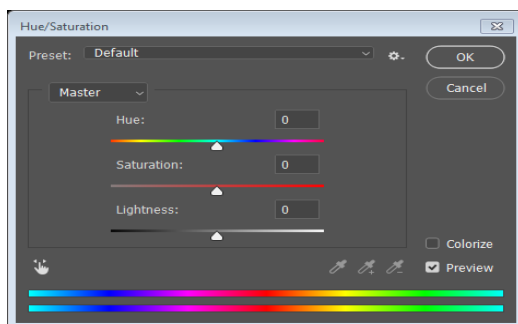 Hue/Saturation
Preset: Default
OK
Master
Cancel
Hue: 0
Saturation: 0
Lightness: 0
Colorize
Preview